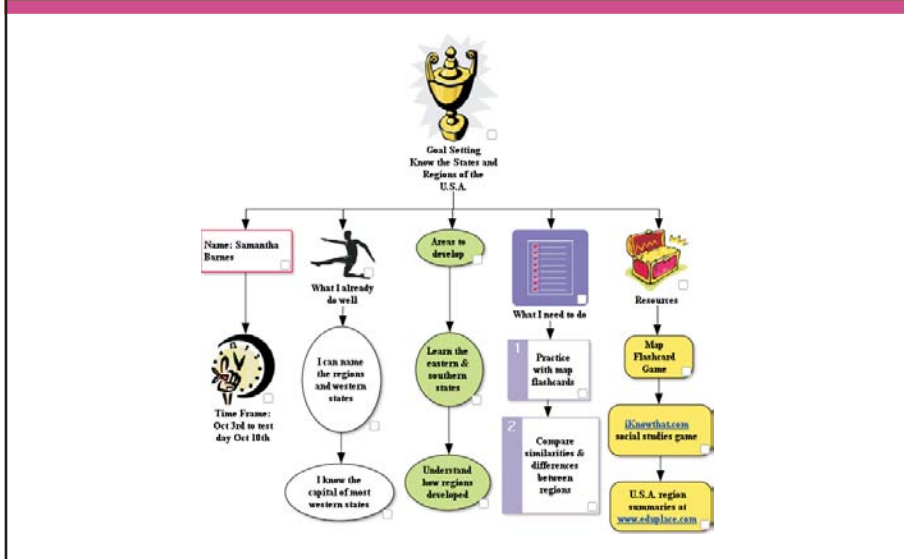 Goal Setting
Know the States and
Regions of the
U.S.A.
Name: Samantha
Barnes
Time Frame:
Oct 3rd to test
day Oct 10th
What I already
do well
I can name
the regions
and western
states
I know the
capital of most
western states
Areas to
develop
Learn the
eastern &
southern
states
Understand
how regions
developed
What I need to do
1
Practice
with map
flashcards
2
Compare
similarities &
differences
between
regions
Resources
Map
Flashcard
Game
iKnowthat.com
social studies game
U.S.A. region
summaries at
www.eduplace.com